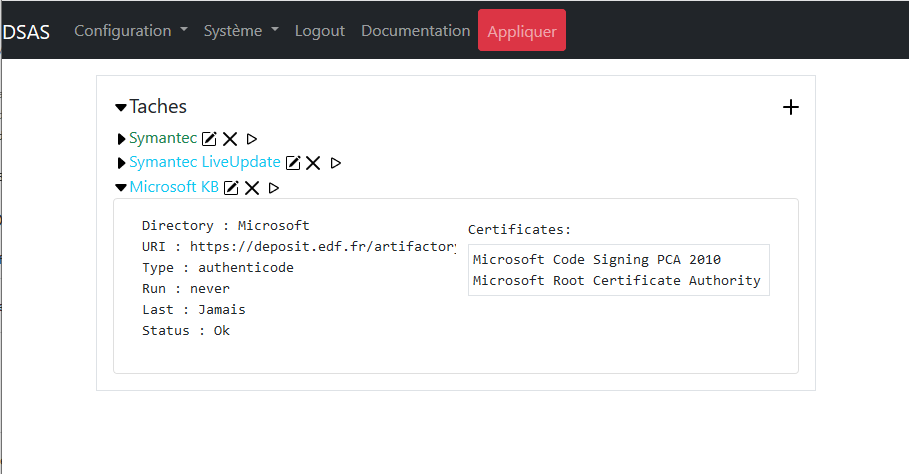 DSAS Configuration Système Logout Documentation Appliquer
Taches
Symantec
Symantec LiveUpdate
Microsoft KB
Directory : Microsoft
URI : https://deposit.edf.fr/artifactory
Type : authenticode
Run : never
Last : Jamais
Status : Ok
Certificates:
Microsoft Code Signing PCA 2010
Microsoft Root Certificate Authority